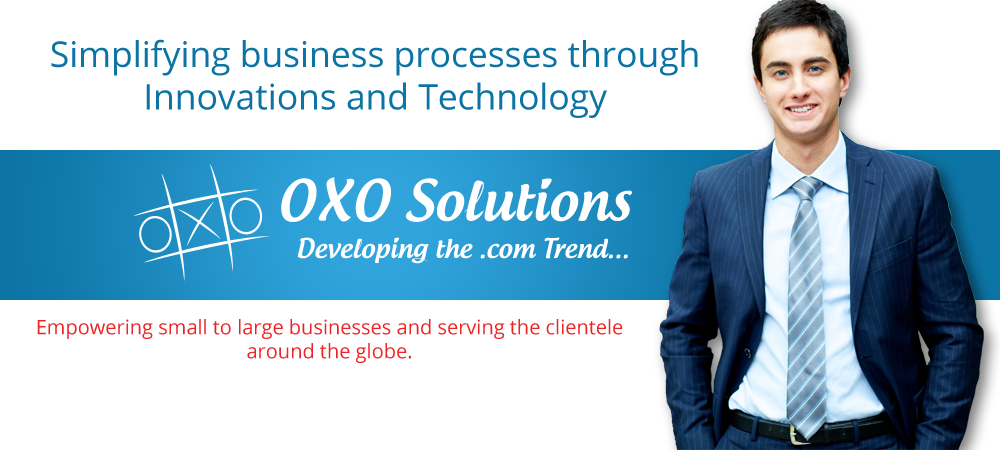 Simplifying business processes through
Innovations and Technology
OXO
OXO Solutions
Developing the .com Trend...
Empowering small to large businesses and serving the clientele
around the globe.